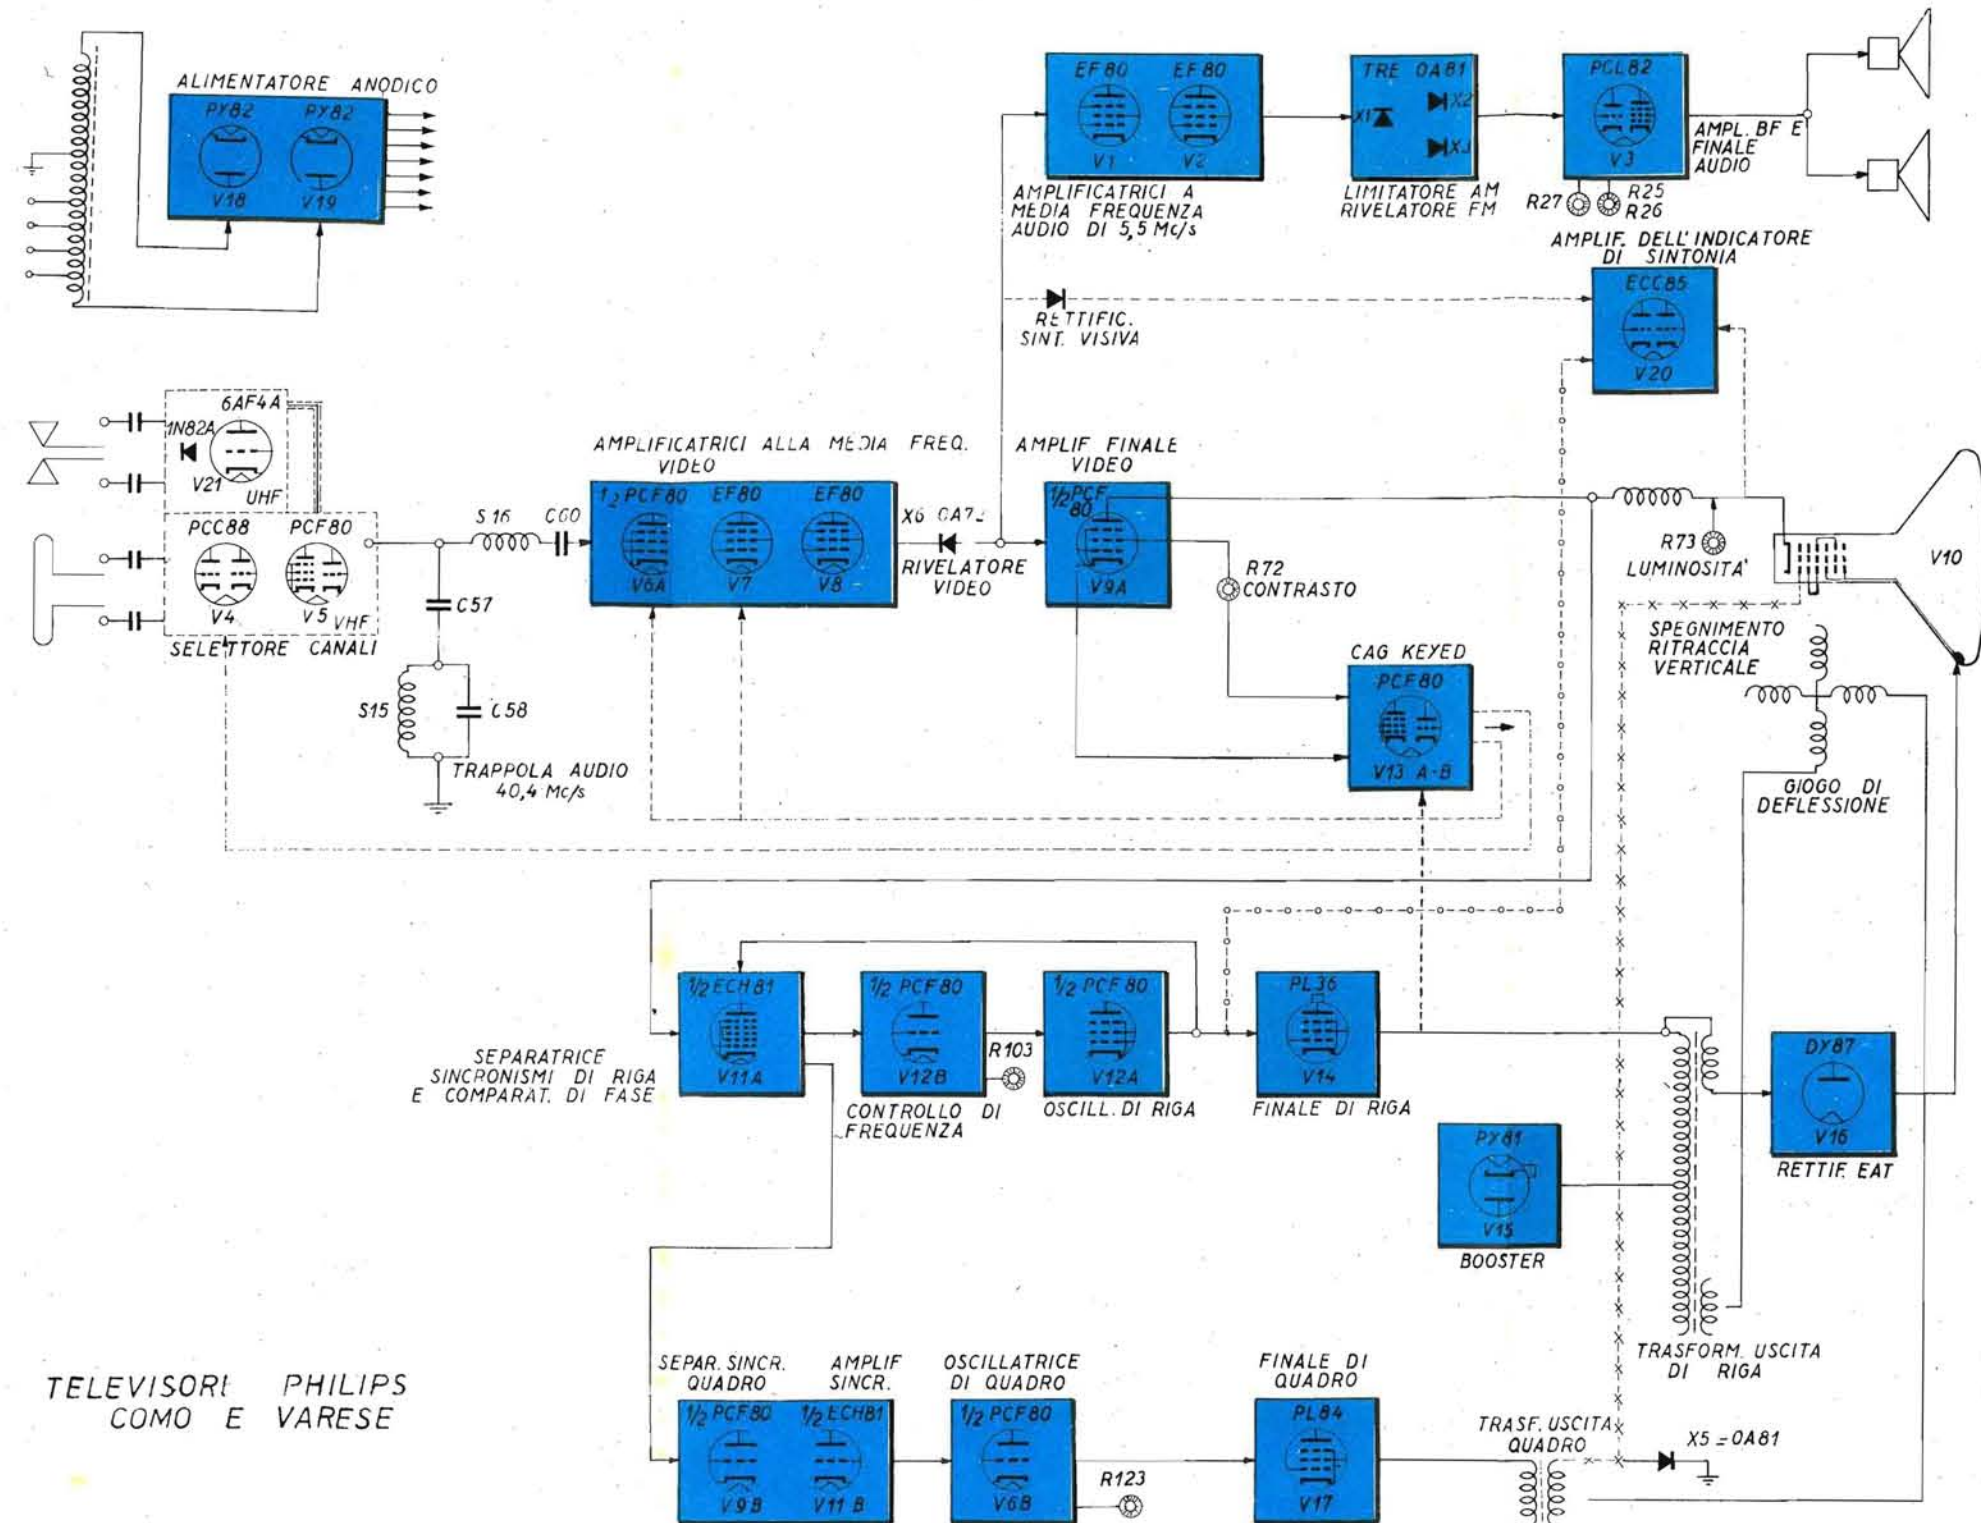 ALIMENTATORE ANODICO
PY82 PY82
V18 V19
EF80 EF80
V1 V2
AMPLIFICATRICI A
MEDIA FREQUENZA
AUDIO DI 5,5 Mc/s
TRE OA81
X1 X2
X3
LIMITATORE AM
RIVELATORE FM
PCL82
V3
AMPL. BF E
FINALE
AUDIO
R27
R25
R26
AMPLIF. DELL'INDICATORE
DI SINTONIA
ECC85
V20
RETTIFIC.
SINT. VISIVA
6AF4A
1N82A
V21
UHF
PCC88 PCF80
V4 V5 VHF
SELETTORE CANALI
S16 C60
C57
S15
C58
TRAPPOLA AUDIO
40,4 Mc/s
AMPLIFICATRICI ALLA MEDIA FREQ.
VIDEO
1/2 PCF80 EF80 EF80
V6A V7 V8
X6
RIVELATORE
VIDEO
AMPLIF FINALE
VIDEO
1/2 PCF
80
V9A
R72
CONTRASTO
CAG KEYED
PCF80
V13 A-B
R73
LUMINOSITA'
V10
SPEGNIMENTO
RITRACCIA
VERTICALE
GIOGO DI
DEFLESSIONE
1/2 ECH81
V11A
SEPARATRICE
SINCRONISMI DI RIGA
E COMPARAT. DI FASE
1/2 PCF80
V12B
R103
CONTROLLO DI
FREQUENZA
1/2 PCF80
V12A
OSCILL. DI RIGA
PL36
V14
FINALE DI RIGA
PY81
V15
BOOSTER
DY87
V16
RETTIF. EAT
TRASFORM. USCITA
DI RIGA
TELEVISORI PHILIPS
COMO E VARESE
SEPAR. SINCR.
QUADRO
AMPLIF
SINCR.
1/2 PCF80 1/2 ECH81
V9B V11 B
OSCILLATRICE
DI QUADRO
1/2 PCF80
V6B
R123
FINALE DI
QUADRO
PL84
V17
TRASF. USCITA
QUADRO
X5=OA81